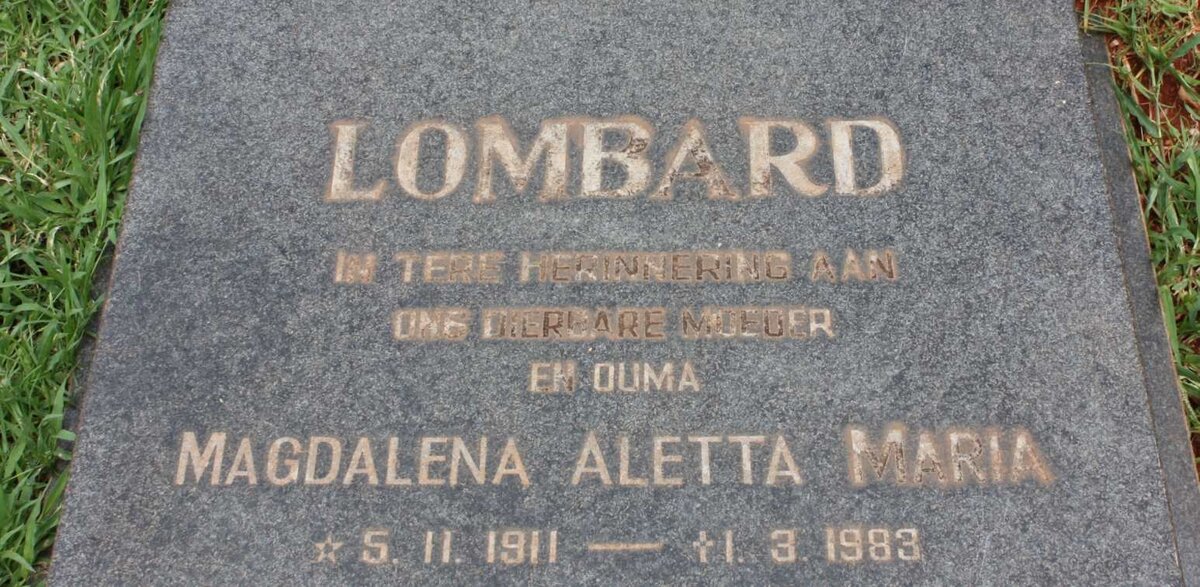 LOMBARD
IN TERE HERINNERING AAN
ONS DIERBARE MOEDER
EN OUMA
MAGDALENA ALETTA MARIA
☆ 5. 11. 1911 — †1. 3. 1983